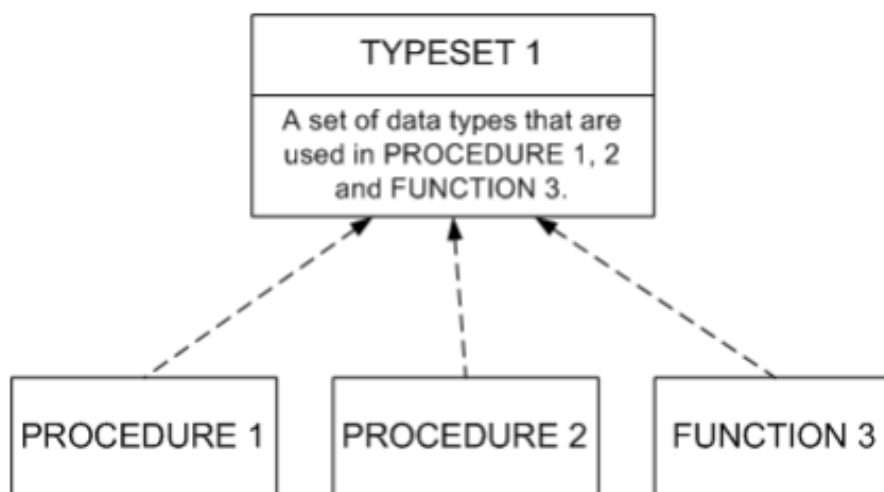 TYPESET 1
A set of data types that are
used in PROCEDURE 1, 2
and FUNCTION 3.
PROCEDURE 1
PROCEDURE 2
FUNCTION 3